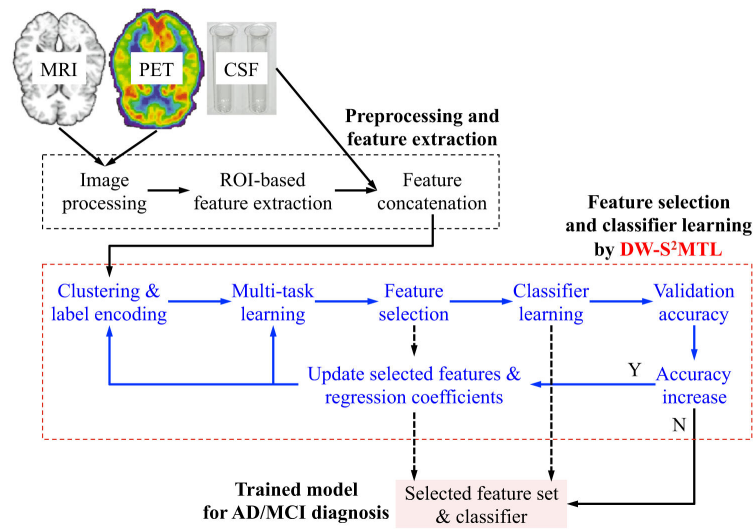 MRI
PET
CSF
Preprocessing and
feature extraction
Image
processing
ROI-based
feature extraction
Feature
concatenation
Feature selection
and classifier learning
by DW-S²MTL
Clustering &
label encoding
Multi-task
learning
Feature
selection
Classifier
learning
Validation
accuracy
Update selected features &
regression coefficients
Y
Accuracy
increase
N
Trained model
for AD/MCI diagnosis
Selected feature set
& classifier